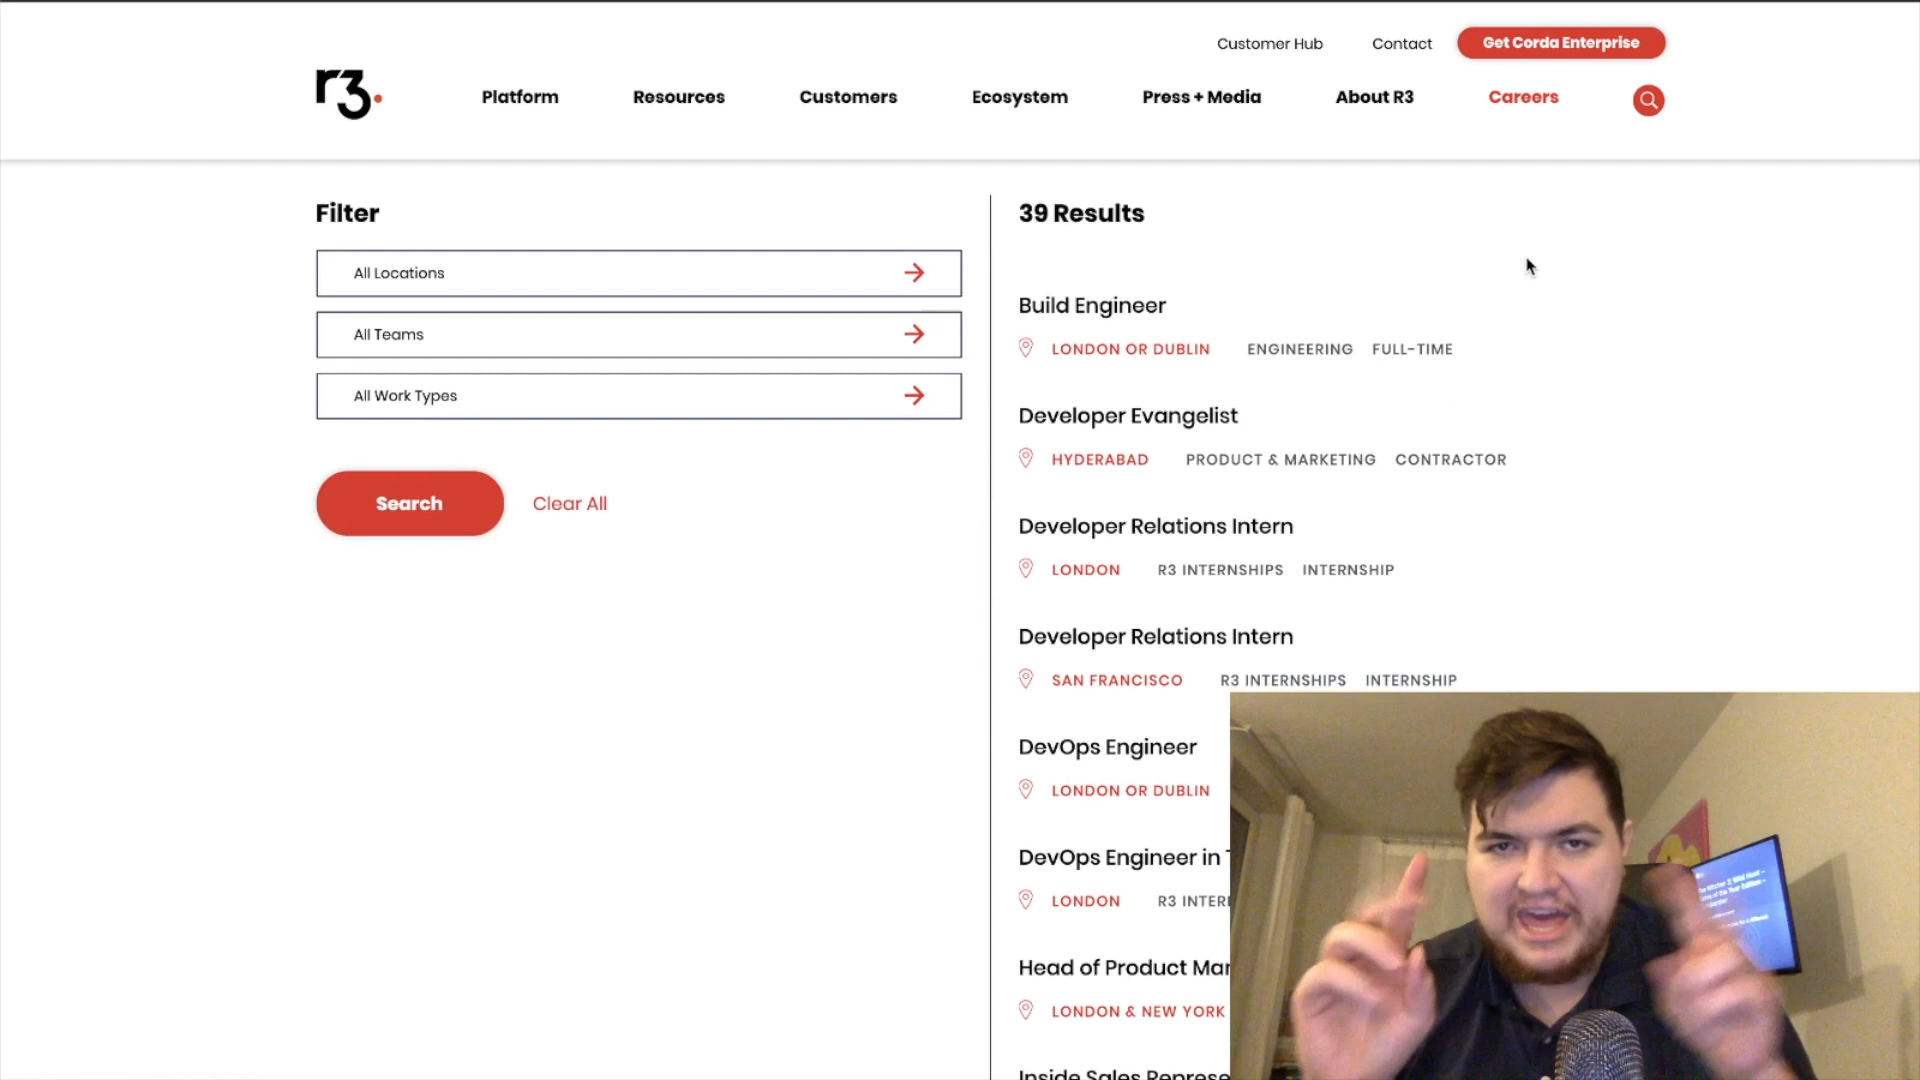 Customer Hub Contact Get Corda Enterprise
r3.
Platform Resources Customers Ecosystem Press + Media About R3 Careers
Filter
All Locations
All Teams
All Work Types
Search Clear All
39 Results
Build Engineer
LONDON OR DUBLIN ENGINEERING FULL-TIME
Developer Evangelist
HYDERABAD PRODUCT & MARKETING CONTRACTOR
Developer Relations Intern
LONDON R3 INTERNSHIPS INTERNSHIP
Developer Relations Intern
SAN FRANCISCO R3 INTERNSHIPS INTERNSHIP
DevOps Engineer
LONDON OR DUBLIN
DevOps Engineer in
LONDON R3
Head of Product
LONDON & NEW YORK
Inside Sales